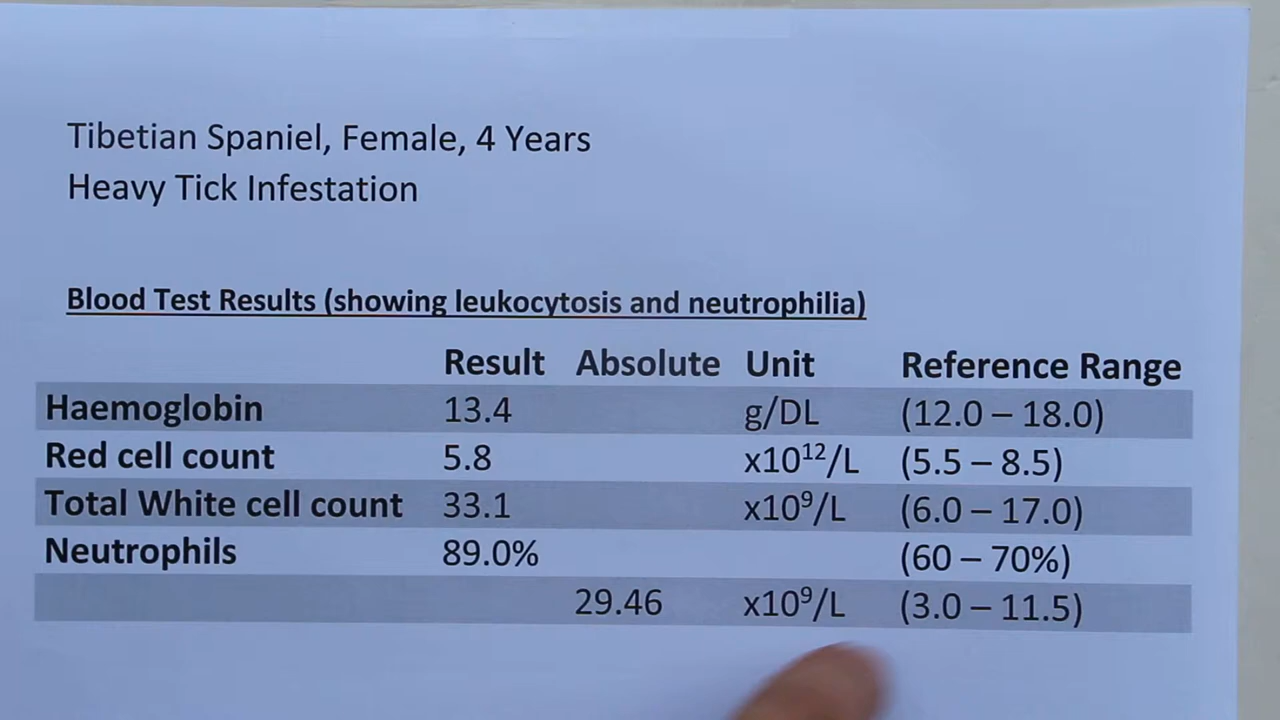 Tibetian Spaniel, Female, 4 Years
Heavy Tick Infestation
Blood Test Results (showing leukocytosis and neutrophilia)
Result Absolute Unit Reference Range
Haemoglobin 13.4 g/DL (12.0 – 18.0)
Red cell count 5.8 x10¹²/L (5.5 – 8.5)
Total White cell count 33.1 x10⁹/L (6.0 – 17.0)
Neutrophils 89.0% (60 – 70%)
29.46 x10⁹/L (3.0 – 11.5)